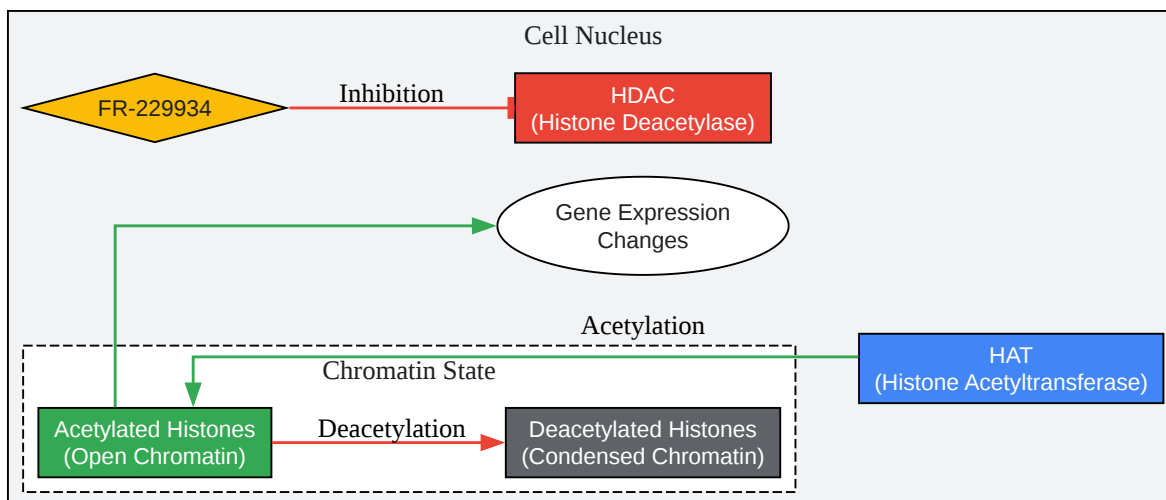 Cell Nucleus
FR-229934
Inhibition
HDAC
(Histone Deacetylase)
Gene Expression
Changes
Acetylation
HAT
(Histone Acetyltransferase)
Chromatin State
Acetylated Histones
(Open Chromatin)
Deacetylation
Deacetylated Histones
(Condensed Chromatin)